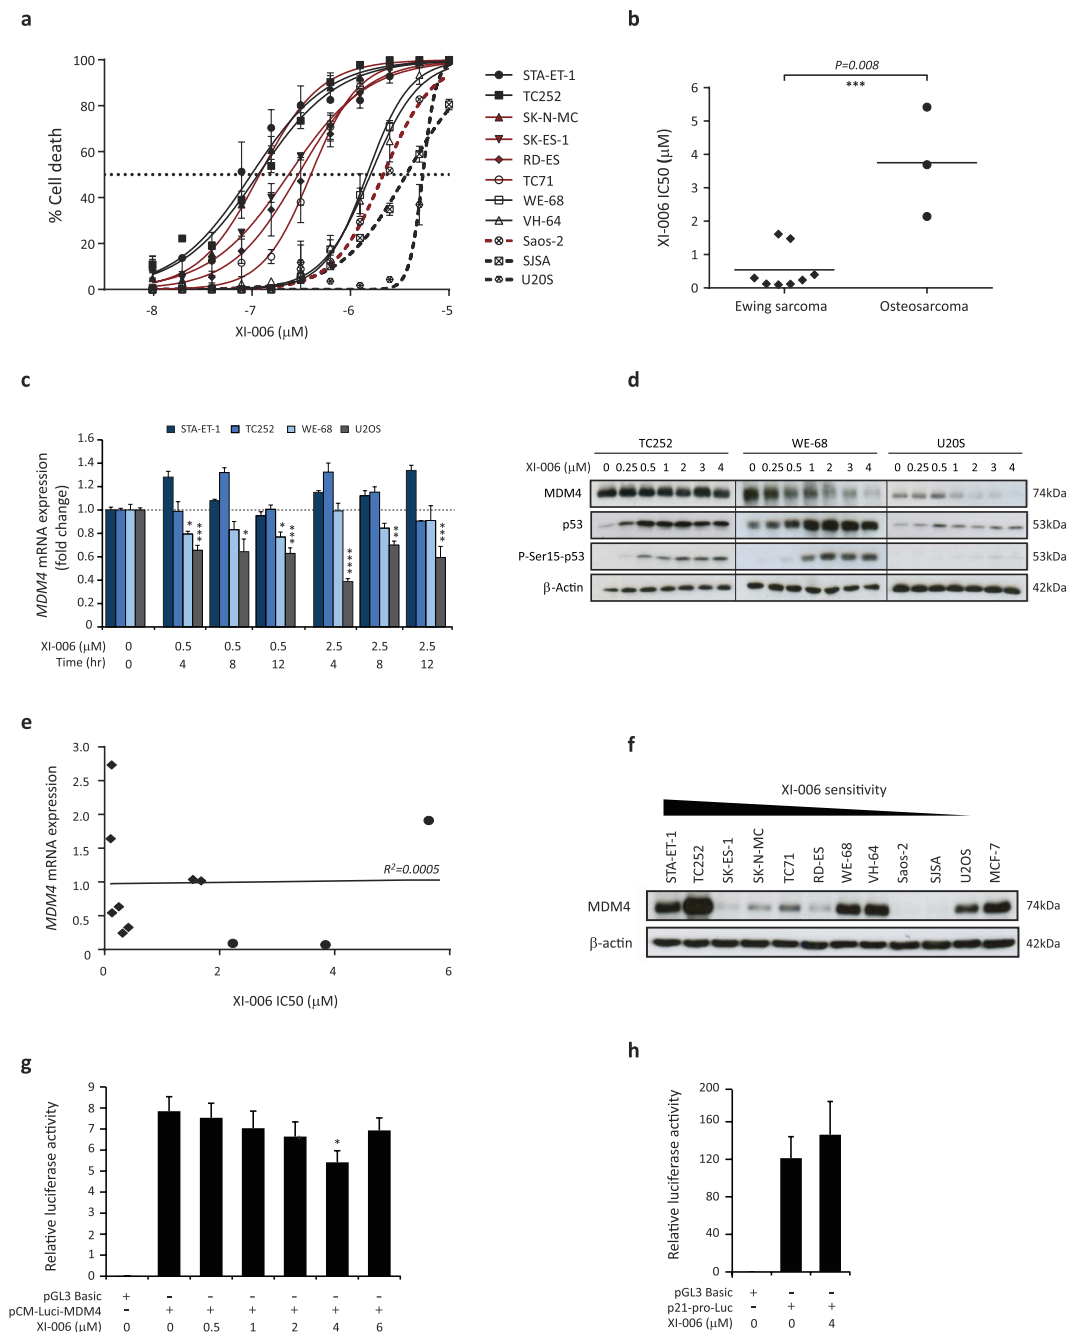 a
100
80
60
40
20
0
% Cell death
-8 -7 -6 -5
XI-006 (µM)
STA-ET-1
TC252
SK-N-MC
SK-ES-1
RD-ES
TC71
WE-68
VH-64
Saos-2
SJSA
U20S
b
P=0.008
***
6
5
4
3
2
1
0
XI-006 IC50 (µM)
Ewing sarcoma Osteosarcoma
c
STA-ET-1 TC252 WE-68 U2OS
1.6
1.4
1.2
1.0
0.8
0.6
0.4
0.2
0
MDM4 mRNA expression
(fold change)
* *** * * *** **** ** ***
XI-006 (µM) 0 0.5 0.5 0.5 2.5 2.5 2.5
Time (hr) 0 4 8 12 4 8 12
d
TC252 WE-68 U20S
XI-006 (µM) 0 0.25 0.5 1 2 3 4 0 0.25 0.5 1 2 3 4 0 0.25 0.5 1 2 3 4
MDM4 74kDa
p53 53kDa
P-Ser15-p53 53kDa
β-Actin 42kDa
e
3.0
2.5
2.0
1.5
1.0
0.5
0
MDM4 mRNA expression
R²=0.0005
0 2 4 6
XI-006 IC50 (µM)
f
XI-006 sensitivity
STA-ET-1 TC252 SK-ES-1 SK-N-MC TC71 RD-ES WE-68 VH-64 Saos-2 SJSA U2OS MCF-7
MDM4 74kDa
β-actin 42kDa
g
9
8
7
6
5
4
3
2
1
0
Relative luciferase activity
*
pGL3 Basic + - - - - - -
pCM-Luci-MDM4 - + + + + + +
XI-006 (µM) 0 0 0.5 1 2 4 6
h
200
160
120
80
40
0
Relative luciferase activity
pGL3 Basic + - -
p21-pro-Luc - + +
XI-006 (µM) 0 0 4